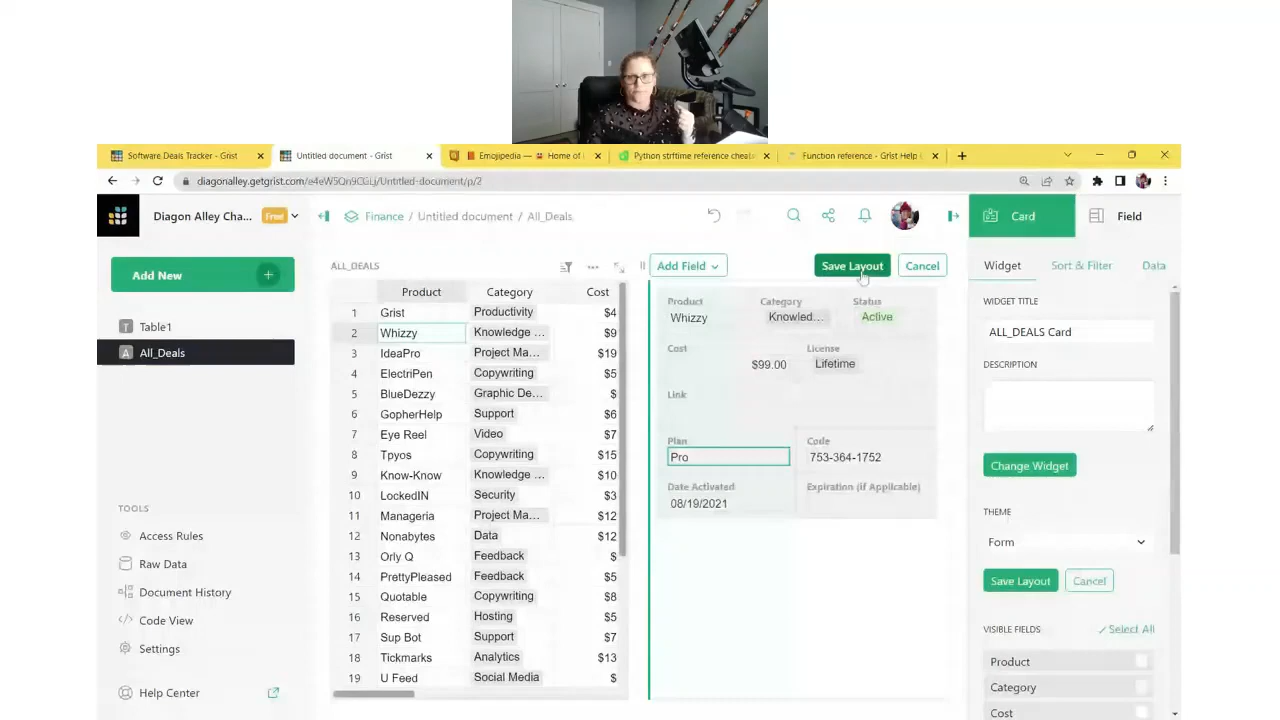 Software Deals Tracker - Grist
Untitled document - Grist
Emojipedia — Home of
Python strftime reference cheat
Function reference - Grist Help
diagonalley.getgrist.com/e4eW5Qn9CGLj/Untitled-document/p/2
Diagon Alley Cha... Free
Finance / Untitled document / All_Deals
Card
Field
Add New
Table1
All_Deals
TOOLS
Access Rules
Raw Data
Document History
Code View
Settings
Help Center
ALL_DEALS
Product Category Cost
1 Grist Productivity $4
2 Whizzy Knowledge ... $9
3 IdeaPro Project Ma... $19
4 ElectriPen Copywriting $5
5 BlueDezzy Graphic De... $
6 GopherHelp Support $6
7 Eye Reel Video $7
8 Tpyos Copywriting $15
9 Know-Know Knowledge ... $10
10 LockedIN Security $3
11 Manageria Project Ma... $12
12 Nonabytes Data $12
13 Orly Q Feedback $
14 PrettyPleased Feedback $5
15 Quotable Copywriting $8
16 Reserved Hosting $5
17 Sup Bot Support $7
18 Tickmarks Analytics $13
19 U Feed Social Media $
Add Field
Save Layout
Cancel
Product Category Status
Whizzy Knowled... Active
Cost License
$99.00 Lifetime
Link
Plan Code
Pro 753-364-1752
Date Activated Expiration (if Applicable)
08/19/2021
Widget
Sort & Filter
Data
WIDGET TITLE
ALL_DEALS Card
DESCRIPTION
Change Widget
THEME
Form
Save Layout
Cancel
VISIBLE FIELDS
Select All
Product
Category
Cost